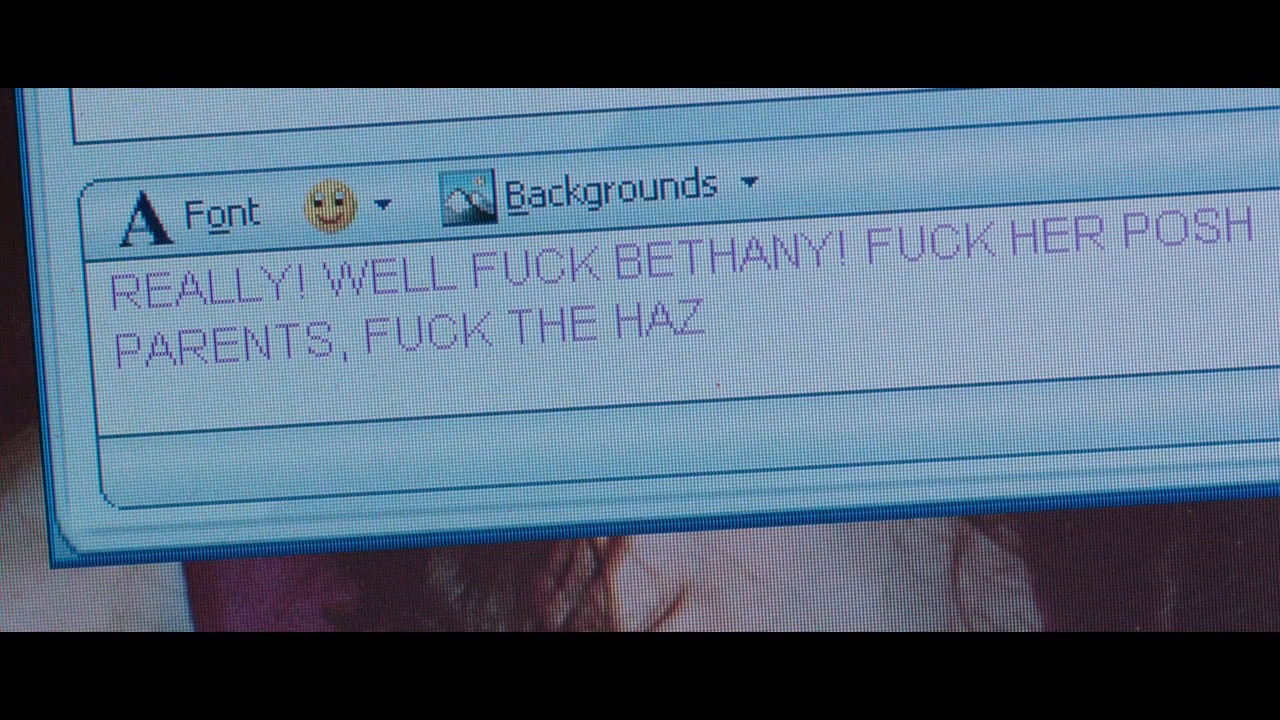 Font Backgrounds
REALLY! WELL FUCK BETHANY! FUCK HER POSH
PARENTS, FUCK THE HAZ